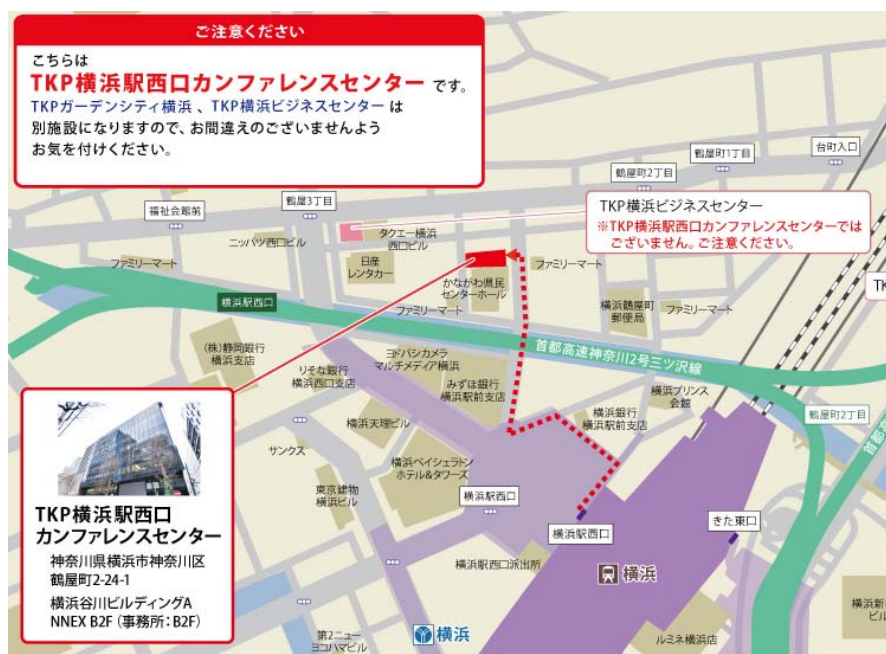 ご注意ください
こちらは
TKP横浜駅西口カンファレンスセンター です。
TKPガーデンシティ横浜 、TKP横浜ビジネスセンター は
別施設になりますので、お間違えのございませんよう
お気を付けください。
台町入口
鶴屋町1丁目
鶴屋町2丁目
鶴屋3丁目
福祉会館前
TKP横浜ビジネスセンター
※TKP横浜駅西口カンファレンスセンターでは
ございません。ご注意ください。
タクエー横浜
西口ビル
ニッパツ西口ビル
ファミリーマート
日産
レンタカー
かながわ県民
センターホール
ファミリーマート
TK
横浜駅西口
ファミリーマート
横浜鶴屋町
郵便局
ファミリーマート
首都高速神奈川2号三ツ沢線
(株)静岡銀行
横浜支店
りそな銀行
横浜西口支店
ヨドバシカメラ
マルチメディア横浜
みずほ銀行
横浜駅前支店
横浜プリンス
会館
横浜銀行
横浜駅前支店
鶴屋町2丁目
首都高
横浜天理ビル
サンクス
横浜ベイシェラトン
ホテル&タワーズ
東京建物
横浜ビル
横浜駅西口
横浜駅西口
きた東口
横浜駅西口派出所
横浜
TKP横浜駅西口
カンファレンスセンター
神奈川県横浜市神奈川区
鶴屋町2-24-1
横浜谷川ビルディングA
NNEX B2F (事務所:B2F)
横浜新
ビル
第2ニュー
ヨコハマビル
横浜
ルミネ横浜店